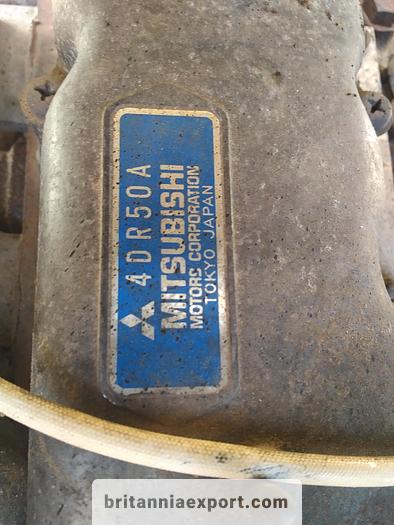 4DR50A
MITSUBISHI
MOTORS CORPORATION
TOKYO JAPAN
britanniaexport.com